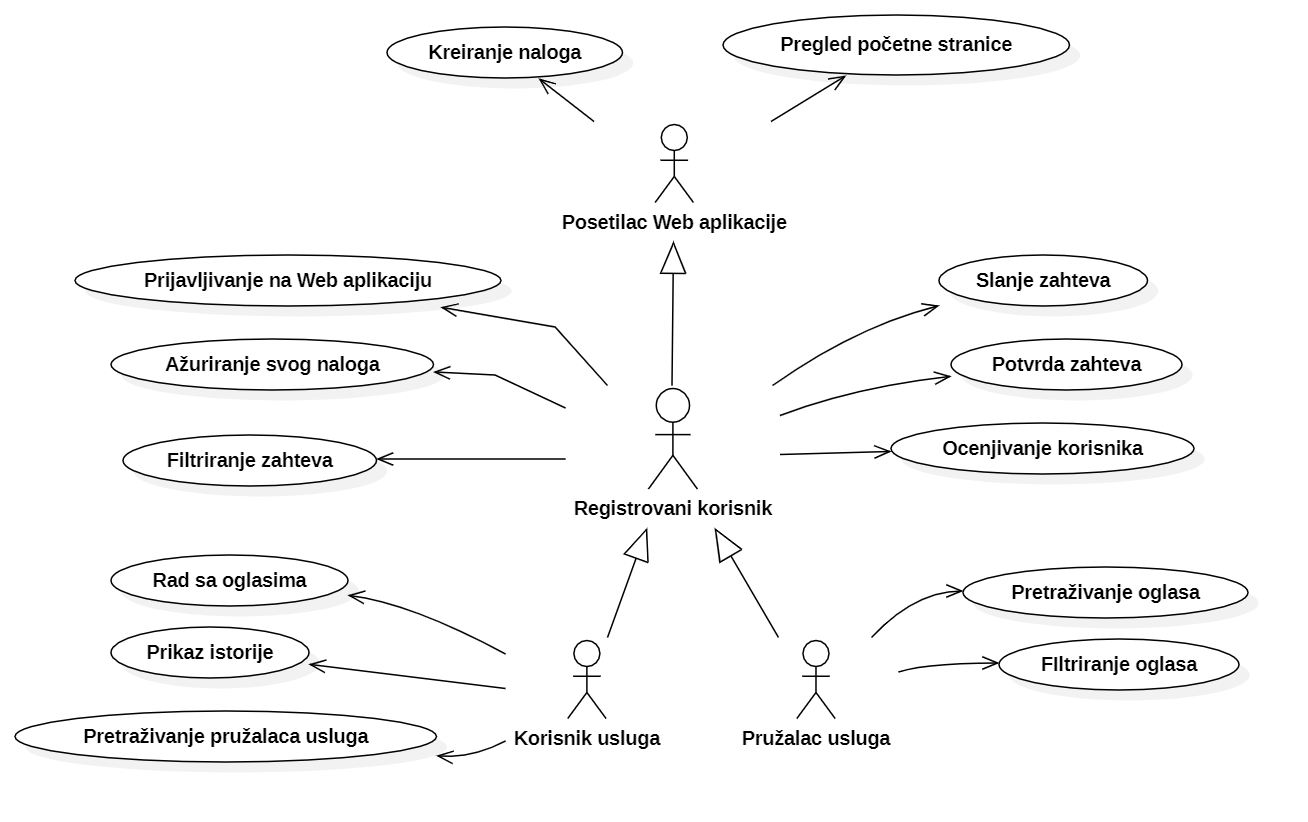 Kreiranje naloga
Pregled početne stranice
Posetilac Web aplikacije
Prijavljivanje na Web aplikaciju
Slanje zahteva
Ažuriranje svog naloga
Potvrda zahteva
Filtriranje zahteva
Ocenjivanje korisnika
Registrovani korisnik
Rad sa oglasima
Pretraživanje oglasa
Prikaz istorije
FIltriranje oglasa
Pretraživanje pružalaca usluga
Korisnik usluga
Pružalac usluga